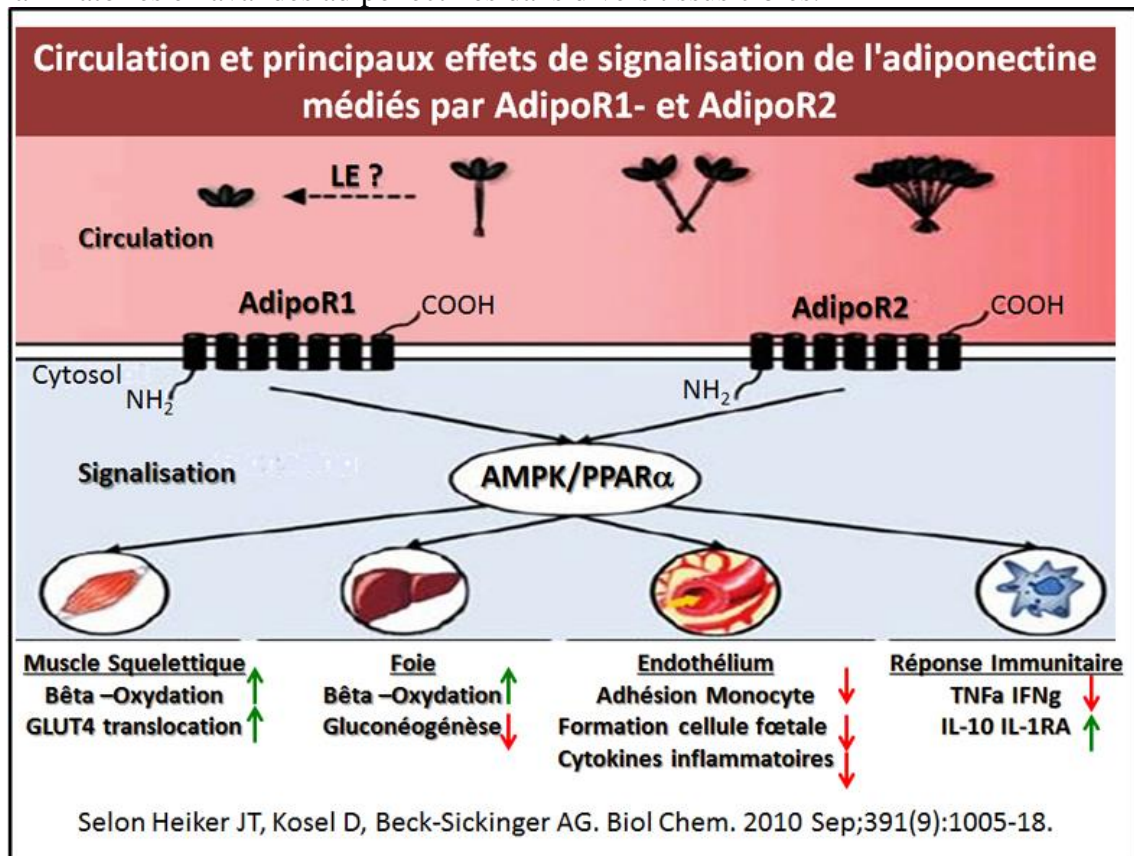 Circulation et principaux effets de signalisation de l'adiponectine
médiés par AdipoR1- et AdipoR2
LE ?
Circulation
AdipoR1
COOH
AdipoR2
COOH
Cytosol
NH₂
NH₂
Signalisation
AMPK/PPARα
Muscle Squelettique
Bêta –Oxydation
GLUT4 translocation
Foie
Bêta –Oxydation
Gluconéogénèse
Endothélium
Adhésion Monocyte
Formation cellule fœtale
Cytokines inflammatoires
Réponse Immunitaire
TNFa IFNg
IL-10 IL-1RA
Selon Heiker JT, Kosel D, Beck-Sickinger AG. Biol Chem. 2010 Sep;391(9):1005-18.